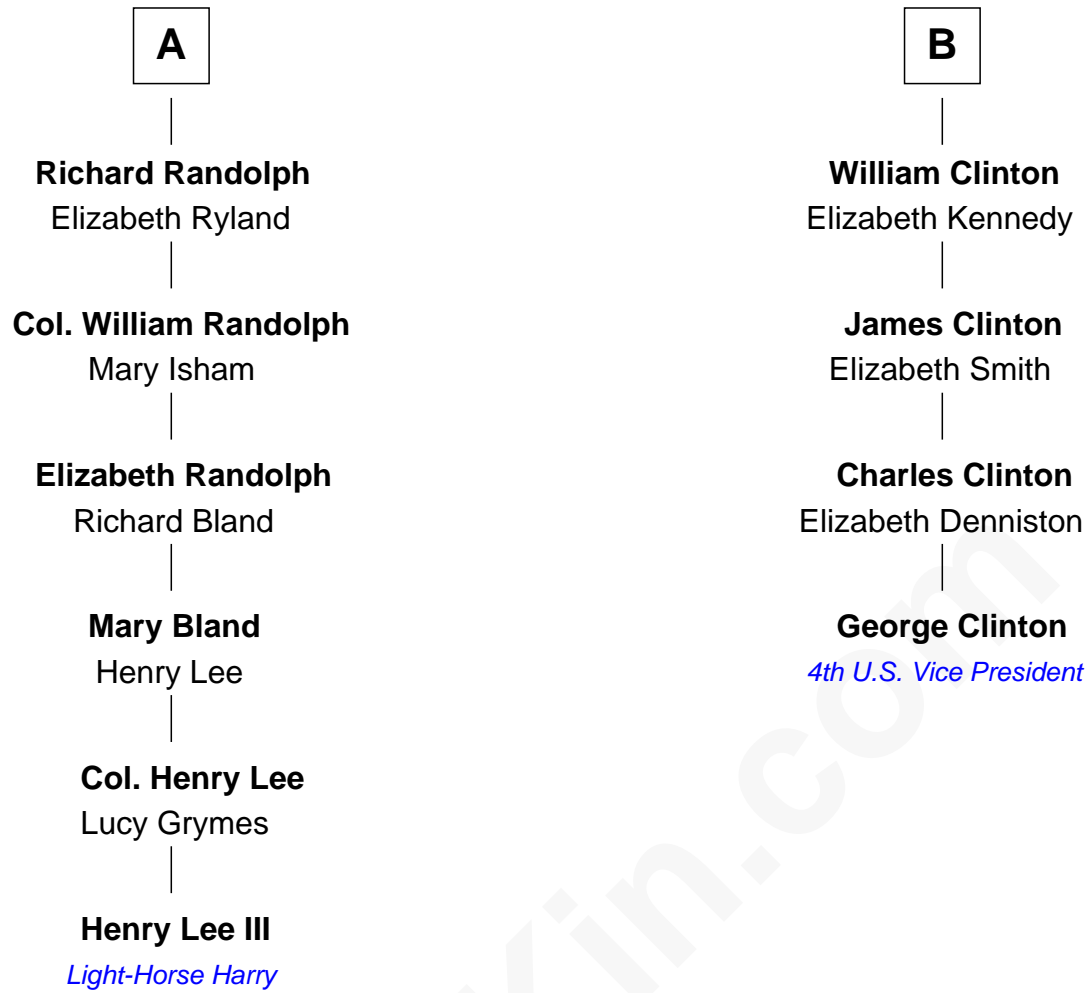 A
Richard Randolph
Elizabeth Ryland
Col. William Randolph
Mary Isham
Elizabeth Randolph
Richard Bland
Mary Bland
Henry Lee
Col. Henry Lee
Lucy Grymes
Henry Lee III
Light-Horse Harry
B
William Clinton
Elizabeth Kennedy
James Clinton
Elizabeth Smith
Charles Clinton
Elizabeth Denniston
George Clinton
4th U.S. Vice President
Kin.com